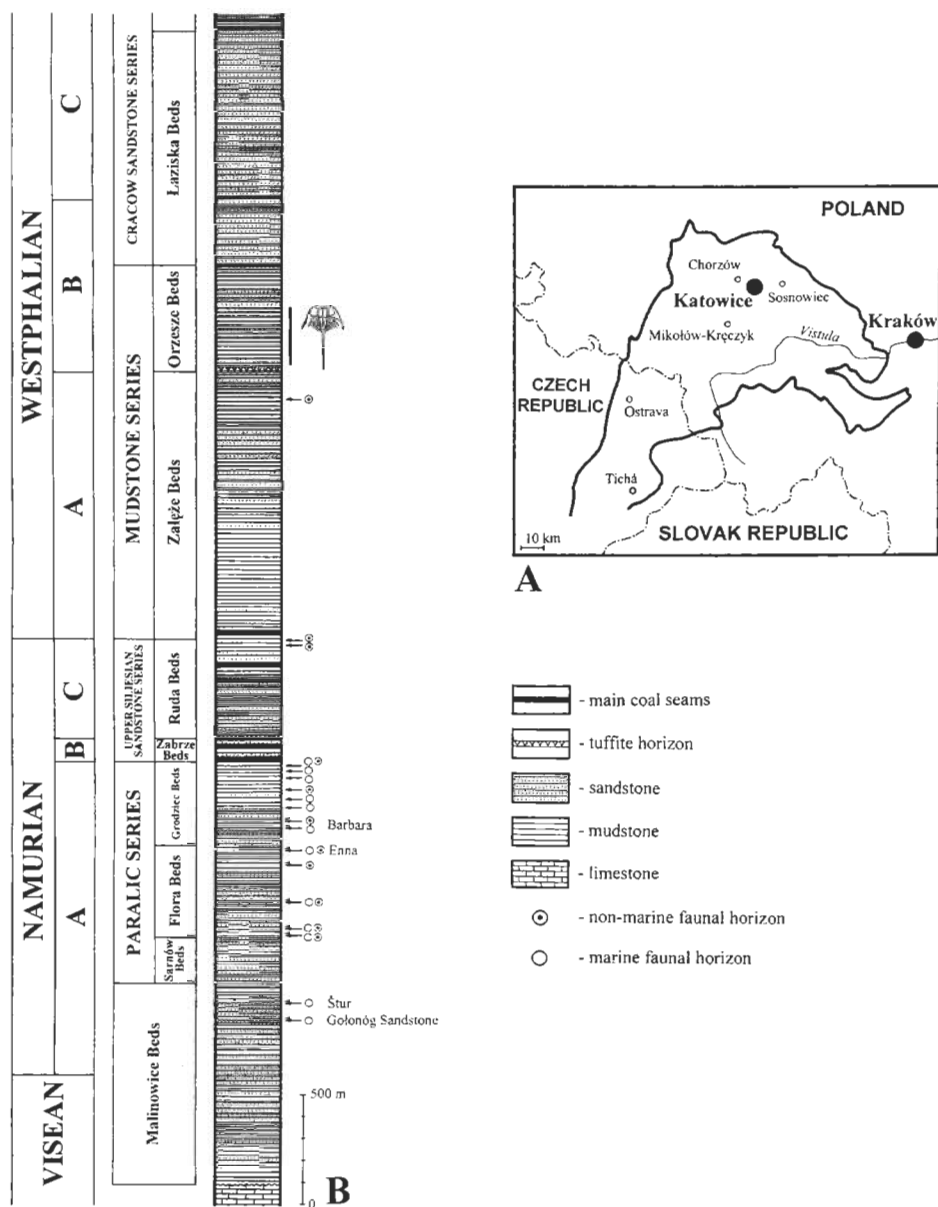 WESTPHALIAN
NAMURIAN
VISEAN
C
B
A
C
B
A
CRACOW SANDSTONE SERIES
MUDSTONE SERIES
UPPER SILIESIAN
SANDSTONE SERIES
PARALIC SERIES
Łaziska Beds
Orzesze Beds
Załęże Beds
Ruda Beds
Zabrze
Beds
Grodziec Beds
Flora Beds
Sarnów
Beds
Malinowice Beds
Barbara
Enna
Štur
Gołonóg Sandstone
500 m
0
B
POLAND
Chorzów
Katowice
Sosnowiec
Mikołów-Kręczyk
Vistula
Kraków
CZECH
REPUBLIC
Ostrava
Tichá
10 km
SLOVAK REPUBLIC
A
- main coal seams
- tuffite horizon
- sandstone
- mudstone
- limestone
- non-marine faunal horizon
- marine faunal horizon